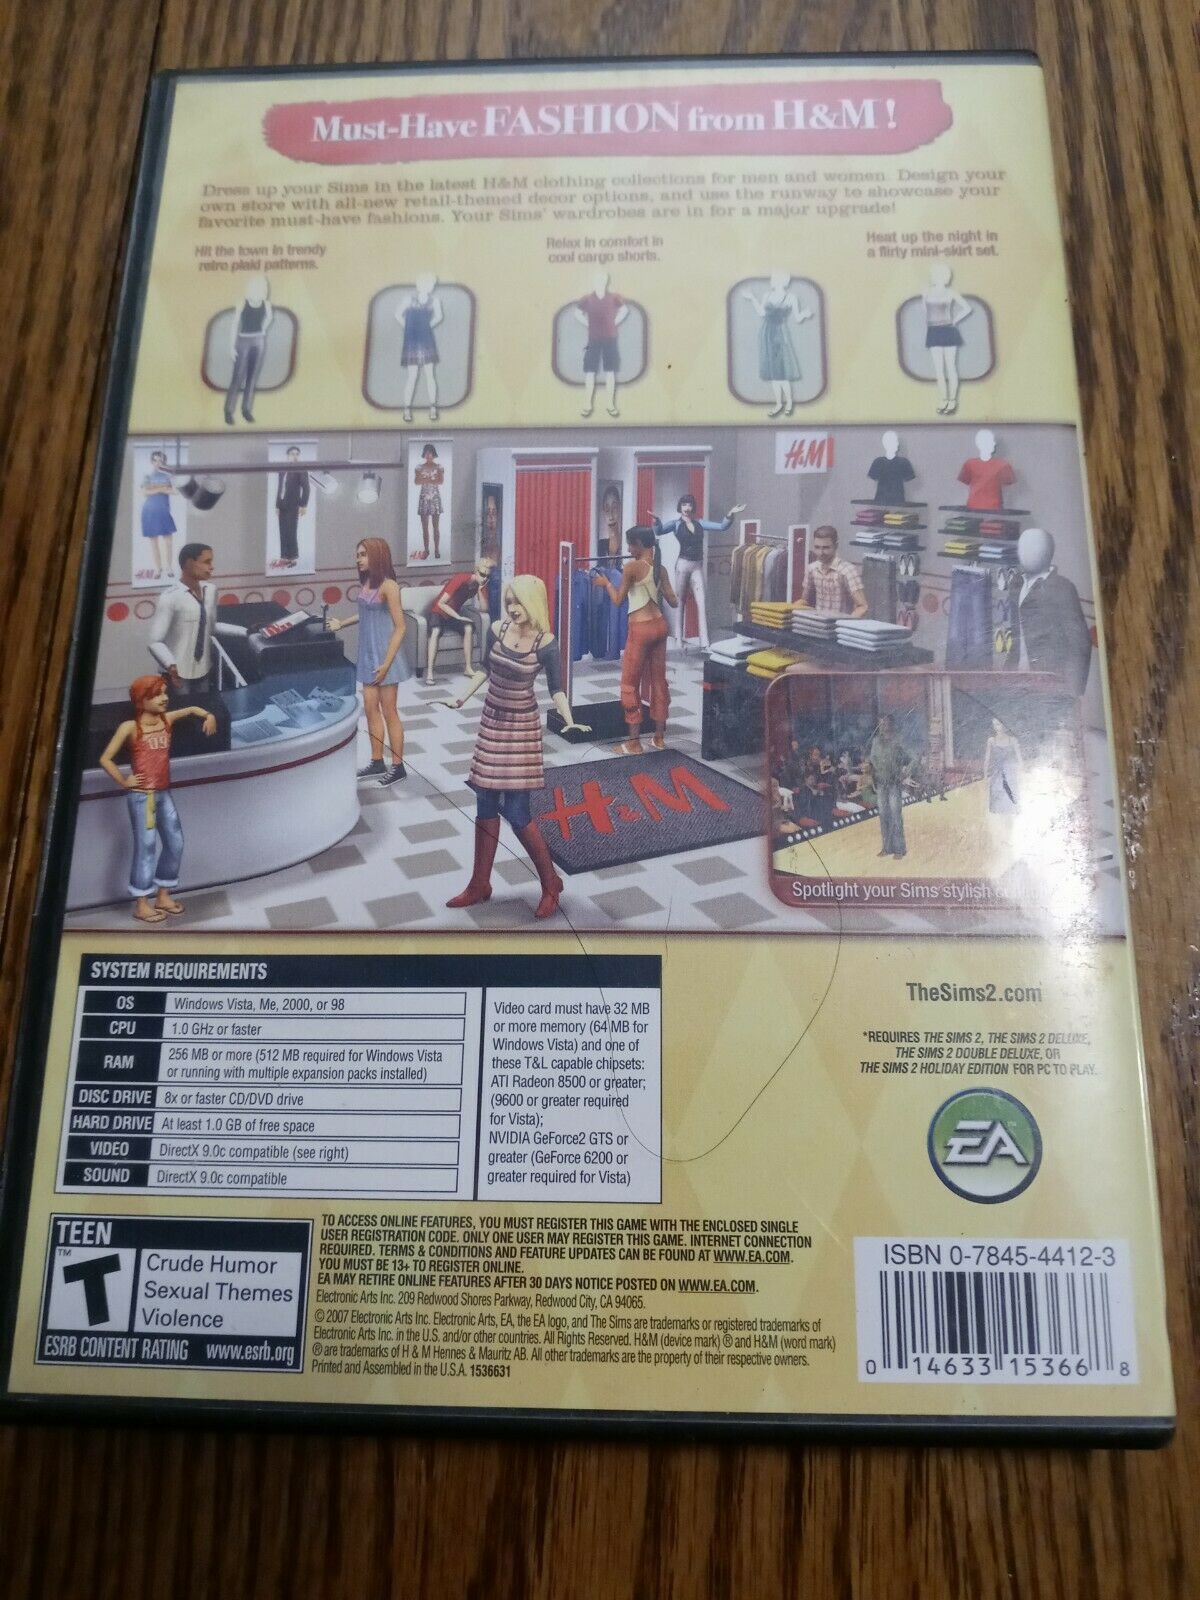 Must-Have FASHION from H&M!
Dress up your Sims in the latest H&M clothing collections for men and women. Design your
own store with all-new retail-themed decor options, and use the runway to showcase your
favorite must-have fashions. Your Sims' wardrobes are in for a major upgrade!
Hit the town in trendy
retro plaid patterns.
Relax in comfort in
cool cargo shorts.
Heat up the night in
a flirty mini-skirt set.
H&M
H&M
H&M
H&M
H&M
09
H&M
Spotlight your Sims stylish
SYSTEM REQUIREMENTS
OS Windows Vista, Me, 2000, or 98
CPU 1.0 GHz or faster
RAM 256 MB or more (512 MB required for Windows Vista
or running with multiple expansion packs installed)
DISC DRIVE 8x or faster CD/DVD drive
HARD DRIVE At least 1.0 GB of free space
VIDEO DirectX 9.0c compatible (see right)
SOUND DirectX 9.0c compatible
Video card must have 32 MB
or more memory (64 MB for
Windows Vista) and one of
these T&L capable chipsets:
ATI Radeon 8500 or greater;
(9600 or greater required
for Vista);
NVIDIA GeForce2 GTS or
greater (GeForce 6200 or
greater required for Vista)
TheSims2.com
*REQUIRES THE SIMS 2, THE SIMS 2 DELUXE,
THE SIMS 2 DOUBLE DELUXE, OR
THE SIMS 2 HOLIDAY EDITION FOR PC TO PLAY.
EA™
TEEN
™
T
Crude Humor
Sexual Themes
Violence
ESRB CONTENT RATING www.esrb.org
TO ACCESS ONLINE FEATURES, YOU MUST REGISTER THIS GAME WITH THE ENCLOSED SINGLE
USER REGISTRATION CODE. ONLY ONE USER MAY REGISTER THIS GAME. INTERNET CONNECTION
REQUIRED. TERMS & CONDITIONS AND FEATURE UPDATES CAN BE FOUND AT WWW.EA.COM.
YOU MUST BE 13+ TO REGISTER ONLINE.
EA MAY RETIRE ONLINE FEATURES AFTER 30 DAYS NOTICE POSTED ON WWW.EA.COM.
Electronic Arts Inc. 209 Redwood Shores Parkway, Redwood City, CA 94065.
© 2007 Electronic Arts Inc. Electronic Arts, EA, the EA logo, and The Sims are trademarks or registered trademarks of
Electronic Arts Inc. in the U.S. and/or other countries. All Rights Reserved. H&M (device mark) ® and H&M (word mark)
® are trademarks of H & M Hennes & Mauritz AB. All other trademarks are the property of their respective owners.
Printed and Assembled in the U.S.A. 1536631
ISBN 0-7845-4412-3
0 14633 15366 8